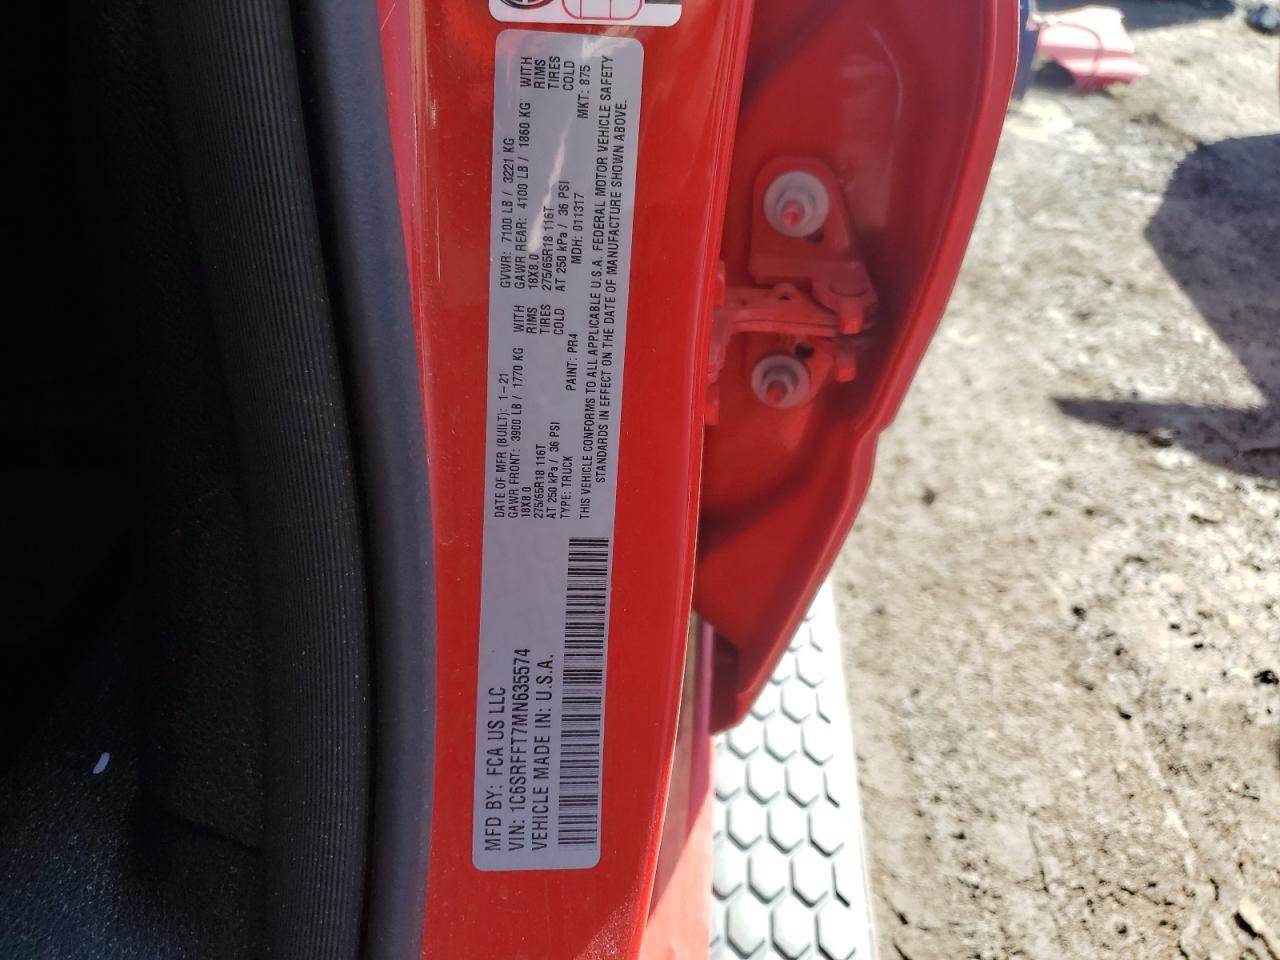 MFD BY: FCA US LLC
VIN: 1C6SRFFT7MN635574
VEHICLE MADE IN: U.S.A.
DATE OF MFR (BUILT): 1-21 GVWR: 7100 LB / 3221 KG
GAWR FRONT: 3900 LB / 1770 KG WITH GAWR REAR: 4100 LB / 1860 KG WITH
18X8.0 RIMS 18X8.0 RIMS
275/65R18 116T TIRES 275/65R18 116T TIRES
AT 250 kPa / 36 PSI COLD AT 250 kPa / 36 PSI COLD
TYPE: TRUCK PAINT: PR4 MDH: 011317 MKT: 875
THIS VEHICLE CONFORMS TO ALL APPLICABLE U.S.A. FEDERAL MOTOR VEHICLE SAFETY
STANDARDS IN EFFECT ON THE DATE OF MANUFACTURE SHOWN ABOVE.